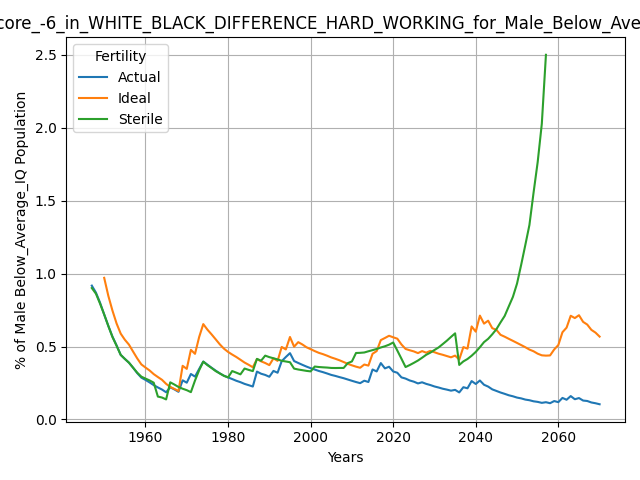 core_-6_in_WHITE_BLACK_DIFFERENCE_HARD_WORKING_for_Male_Below_Ave
Fertility
Actual
Ideal
Sterile
% of Male Below_Average_IQ Population
2.5
2.0
1.5
1.0
0.5
0.0
1960
1980
2000
2020
2040
2060
Years